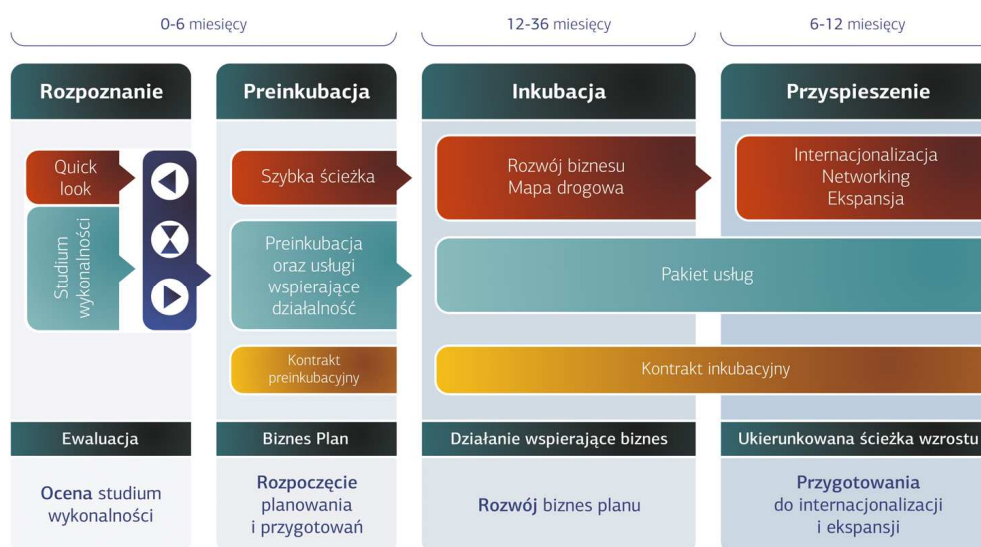 0-6 miesięcy
12-36 miesięcy
6-12 miesięcy
Rozpoznanie
Preinkubacja
Inkubacja
Przyspieszenie
Quick
look
Studium
wykonalności
Szybka ścieżka
Preinkubacja
oraz usługi
wspierające
działalność
Kontrakt
preinkubacyjny
Rozwój biznesu
Mapa drogowa
Internacjonalizacja
Networking
Ekspansja
Pakiet usług
Kontrakt inkubacyjny
Ewaluacja
Biznes Plan
Działanie wspierające biznes
Ukierunkowana ścieżka wzrostu
Ocena studium
wykonalności
Rozpoczęcie
planowania
i przygotowań
Rozwój biznes planu
Przygotowania
do internacjonalizacji
i ekspansji